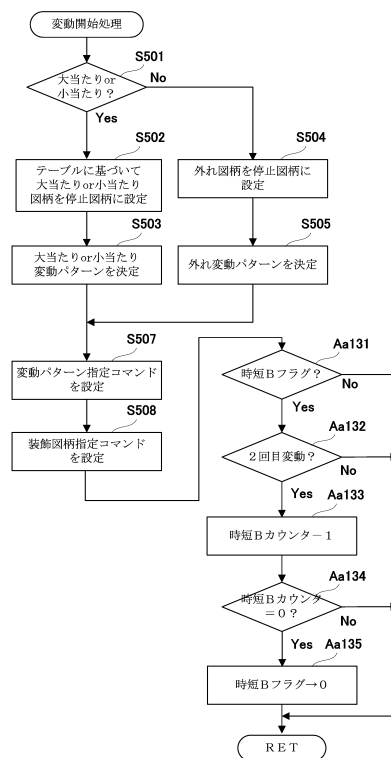 変動開始処理
S501
大当たりor
小当たり？
No
Yes
S502
テーブルに基づいて
大当たりor小当たり
図柄を停止図柄に設定
S504
外れ図柄を停止図柄に
設定
S503
大当たりor小当たり
変動パターンを決定
S505
外れ変動パターンを決定
S507
変動パターン指定コマンド
を設定
S508
装飾図柄指定コマンド
を設定
Aa131
時短Ｂフラグ？
No
Yes
Aa132
２回目変動？
No
Yes
Aa133
時短Ｂカウンタ－１
Aa134
時短Ｂカウンタ
＝０？
No
Yes
Aa135
時短Ｂフラグ→０
ＲＥＴ